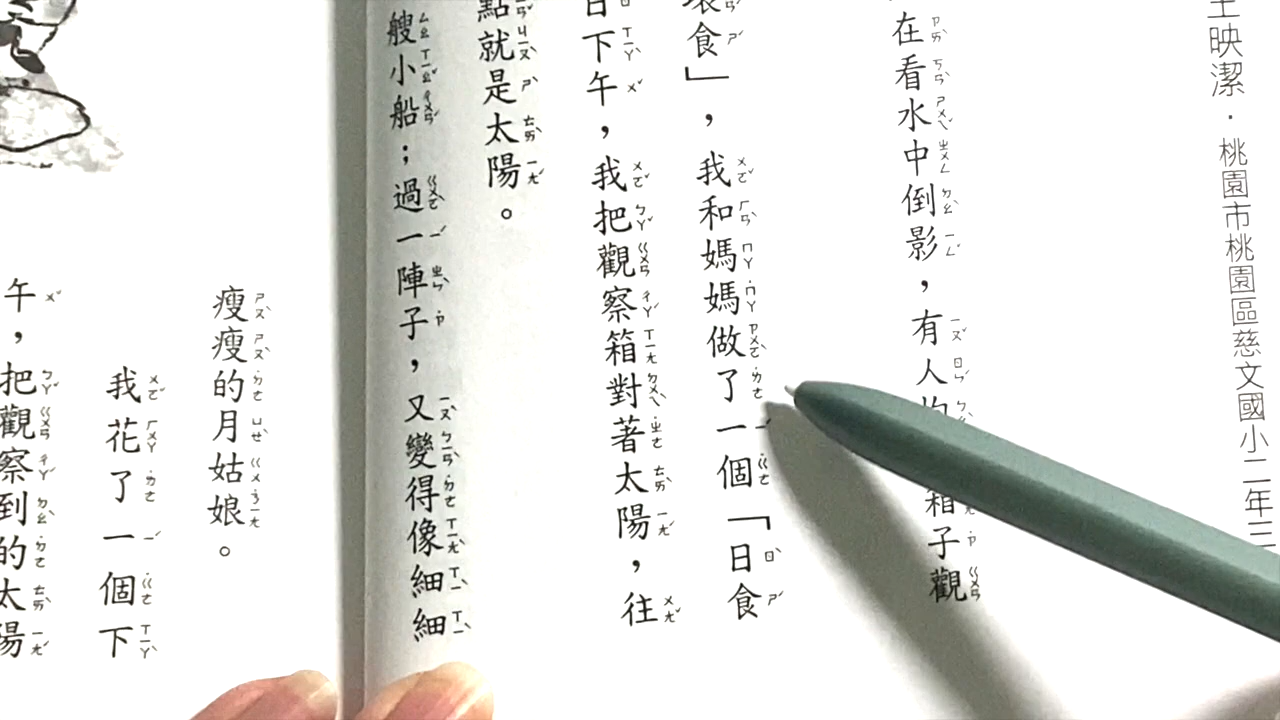 王映潔．桃園市桃園區慈文國小二年三
在看水中倒影，有人
箱子觀
食」，我和媽媽做了一個「日食
日下午，我把觀察箱對著太陽，往
點就是太陽。
艘小船；過一陣子，又變得像細細
瘦瘦的月姑娘。
我花了一個下
午，把觀察到的太陽